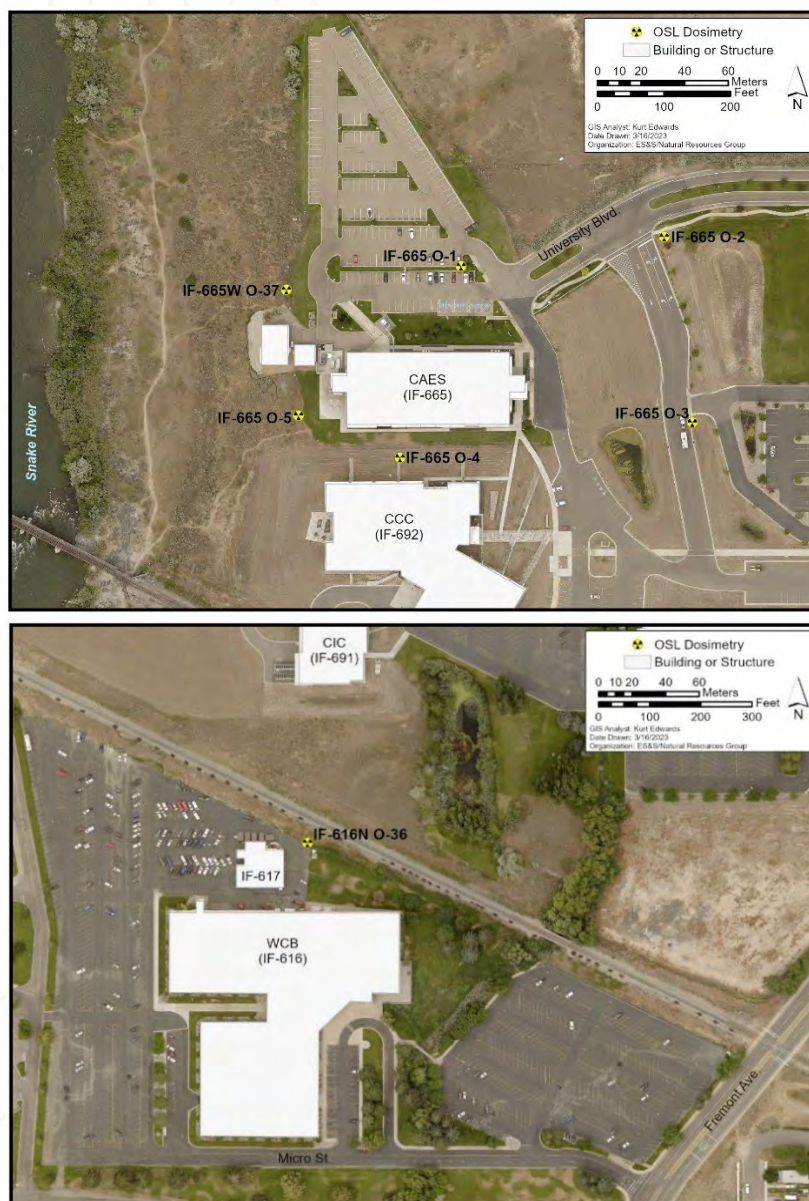 OSL Dosimetry
Building or Structure
0 10 20 40 60
Meters
Feet
0 50 100 200
N
GIS Analyst: Kurt Edwards
Date Drawn: 3/16/2023
Organization: ES&S/Natural Resources Group
University Blvd.
IF-665 O-2
IF-665 O-1
IF-665W O-37
CAES
(IF-665)
IF-665 O-5
IF-665 O-3
IF-665 O-4
Snake River
CCC
(IF-692)
CIC
(IF-691)
OSL Dosimetry
Building or Structure
0 10 20 40 60
Meters
Feet
0 100 200 300
N
GIS Analyst: Kurt Edwards
Date Drawn: 3/16/2023
Organization: ES&S/Natural Resources Group
IF-616N O-36
IF-617
WCB
(IF-616)
Fremont Ave.
Micro St.